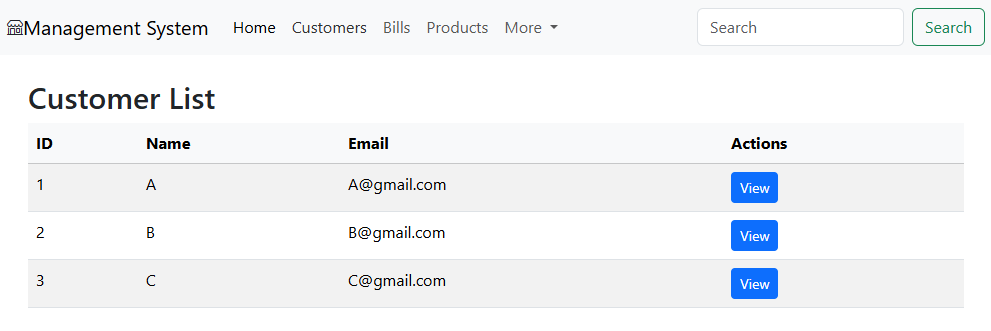 Management System Home Customers Bills Products More Search Search
Customer List
ID Name Email Actions
1 A A@gmail.com View
2 B B@gmail.com View
3 C C@gmail.com View